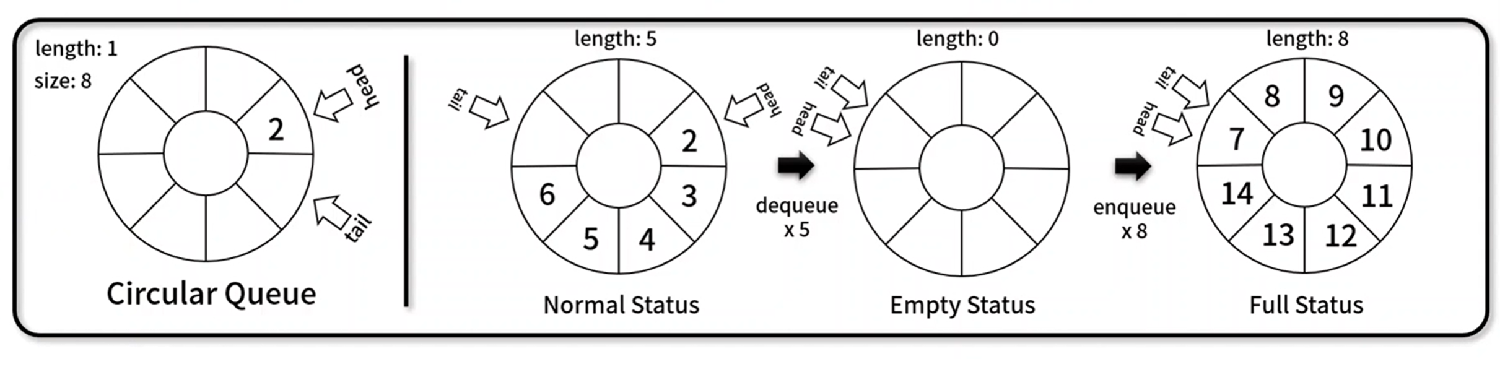 length: 1
size: 8
head
2
tail
Circular Queue
length: 5
tail
head
2
6
3
5
4
Normal Status
dequeue
x 5
length: 0
tail
head
Empty Status
enqueue
x 8
length: 8
tail
head
8
9
7
10
14
11
13
12
Full Status